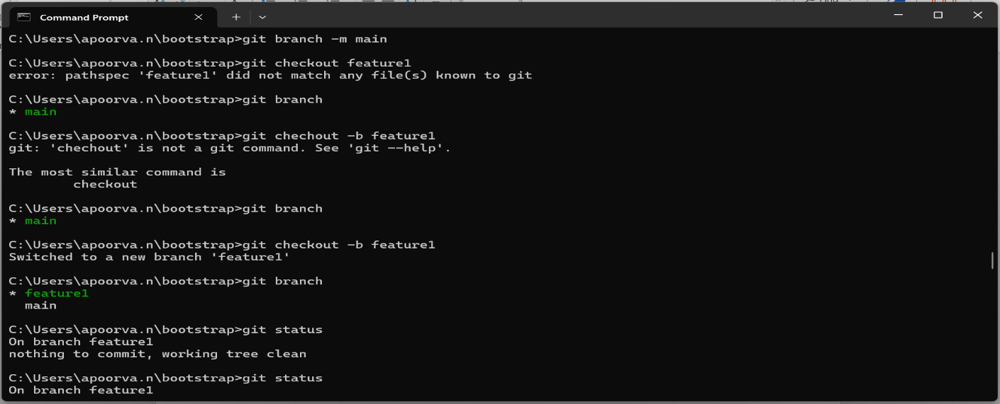 Command Prompt
C:\Users\apoorva.n\bootstrap>git branch -m main
C:\Users\apoorva.n\bootstrap>git checkout feature1
error: pathspec 'feature1' did not match any file(s) known to git
C:\Users\apoorva.n\bootstrap>git branch
* main
C:\Users\apoorva.n\bootstrap>git chechout -b feature1
git: 'chechout' is not a git command. See 'git --help'.
The most similar command is
checkout
C:\Users\apoorva.n\bootstrap>git branch
* main
C:\Users\apoorva.n\bootstrap>git checkout -b feature1
Switched to a new branch 'feature1'
C:\Users\apoorva.n\bootstrap>git branch
* feature1
main
C:\Users\apoorva.n\bootstrap>git status
On branch feature1
nothing to commit, working tree clean
C:\Users\apoorva.n\bootstrap>git status
On branch feature1